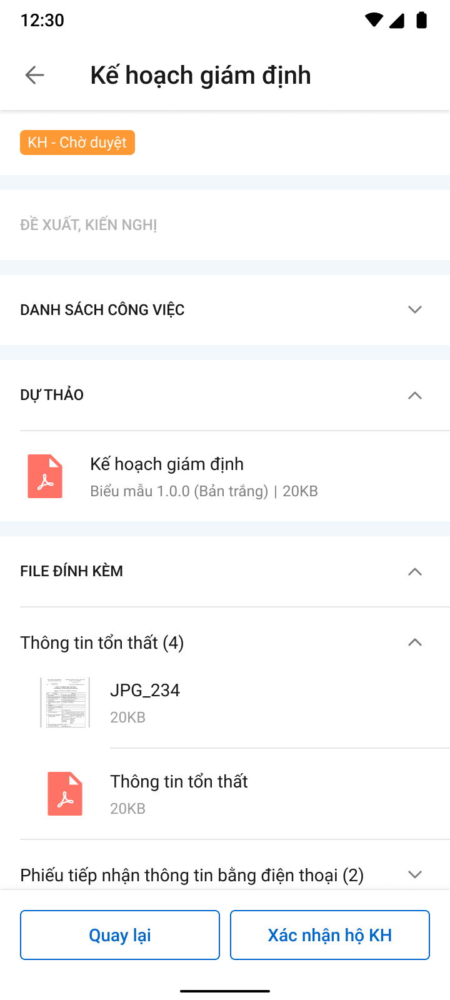 12:30
Kế hoạch giám định
KH - Chờ duyệt
ĐỀ XUẤT, KIẾN NGHỊ
DANH SÁCH CÔNG VIỆC
DỰ THẢO
Kế hoạch giám định
Biểu mẫu 1.0.0 (Bản trắng) | 20KB
FILE ĐÍNH KÈM
Thông tin tổn thất (4)
JPG_234
20KB
Thông tin tổn thất
20KB
Phiếu tiếp nhận thông tin bằng điện thoại (2)
Quay lại
Xác nhận hộ KH